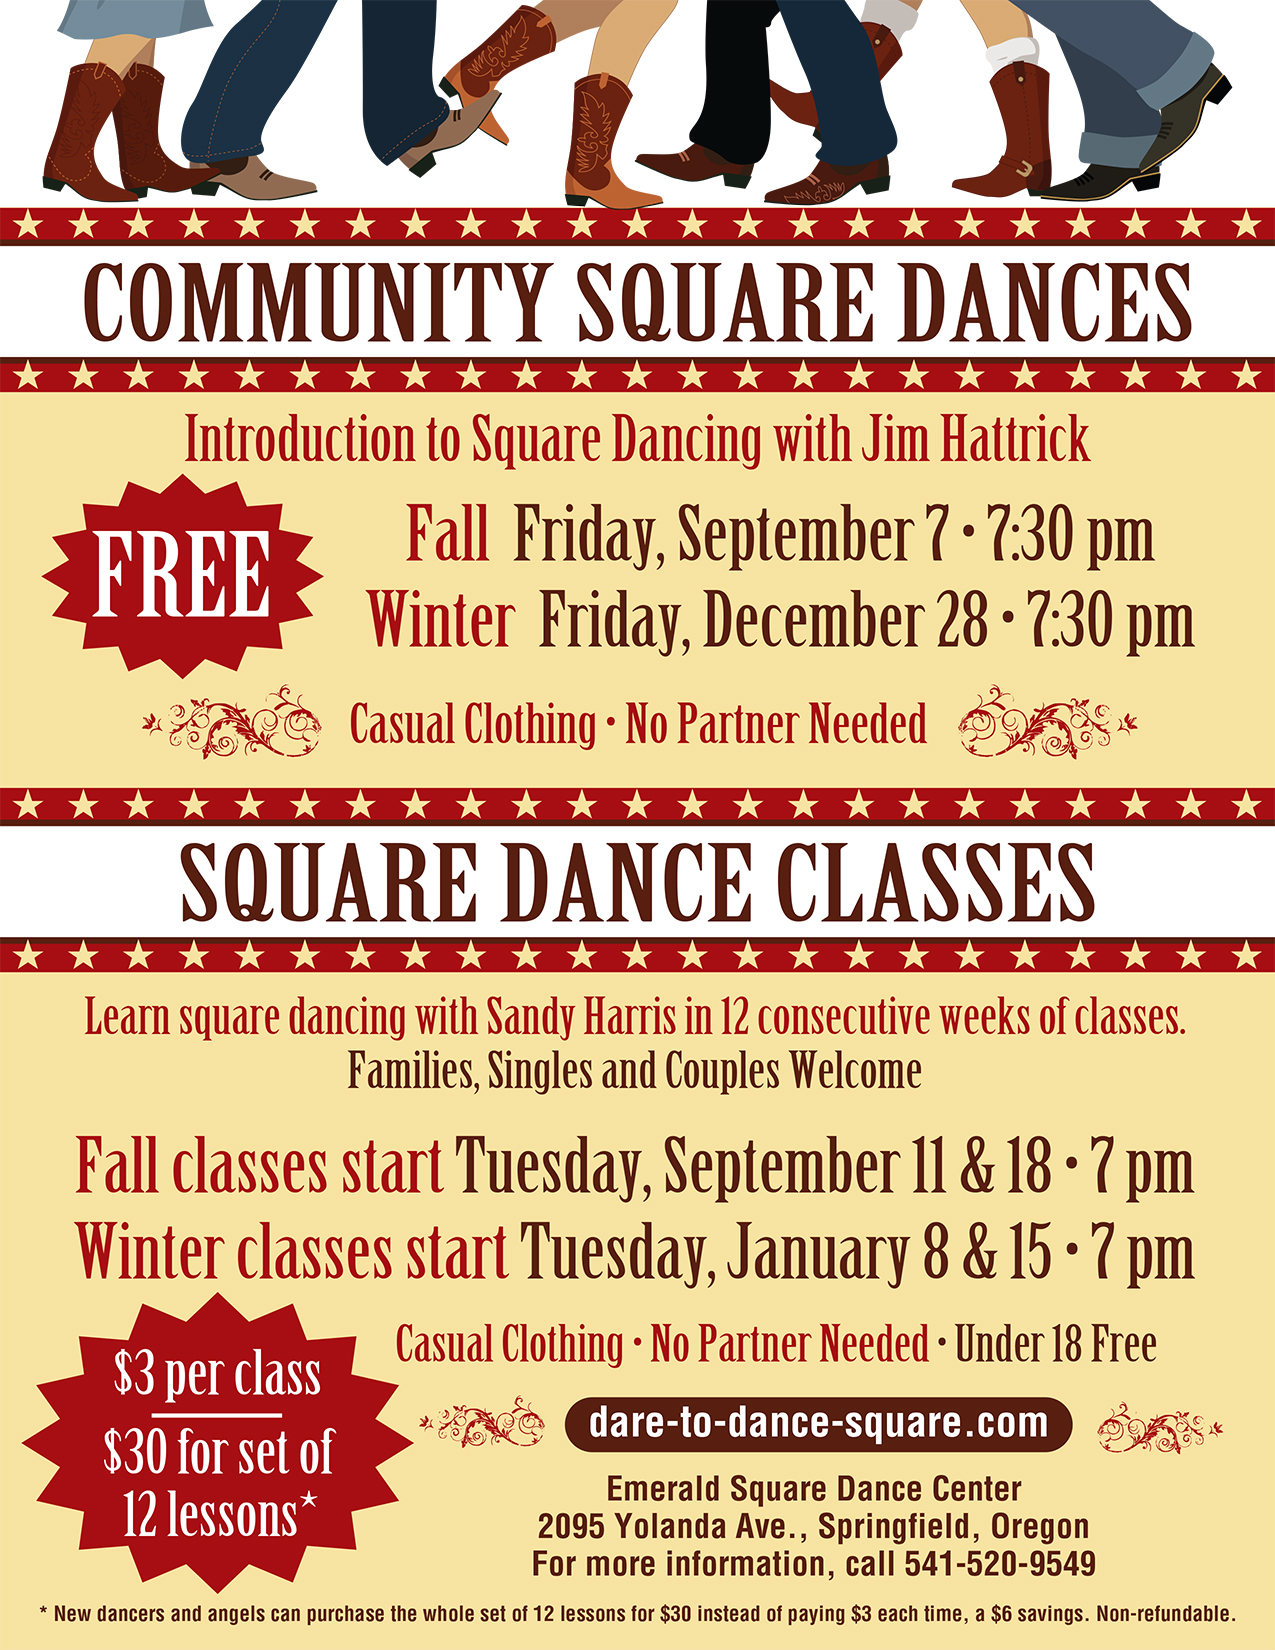 COMMUNITY SQUARE DANCES
Introduction to Square Dancing with Jim Hattrick
FREE
Fall Friday, September 7 • 7:30 pm
Winter Friday, December 28 • 7:30 pm
Casual Clothing • No Partner Needed
SQUARE DANCE CLASSES
Learn square dancing with Sandy Harris in 12 consecutive weeks of classes.
Families, Singles and Couples Welcome
Fall classes start Tuesday, September 11 & 18 • 7 pm
Winter classes start Tuesday, January 8 & 15 • 7 pm
$3 per class
$30 for set of
12 lessons*
Casual Clothing • No Partner Needed • Under 18 Free
dare-to-dance-square.com
Emerald Square Dance Center
2095 Yolanda Ave., Springfield, Oregon
For more information, call 541-520-9549
* New dancers and angels can purchase the whole set of 12 lessons for $30 instead of paying $3 each time, a $6 savings. Non-refundable.